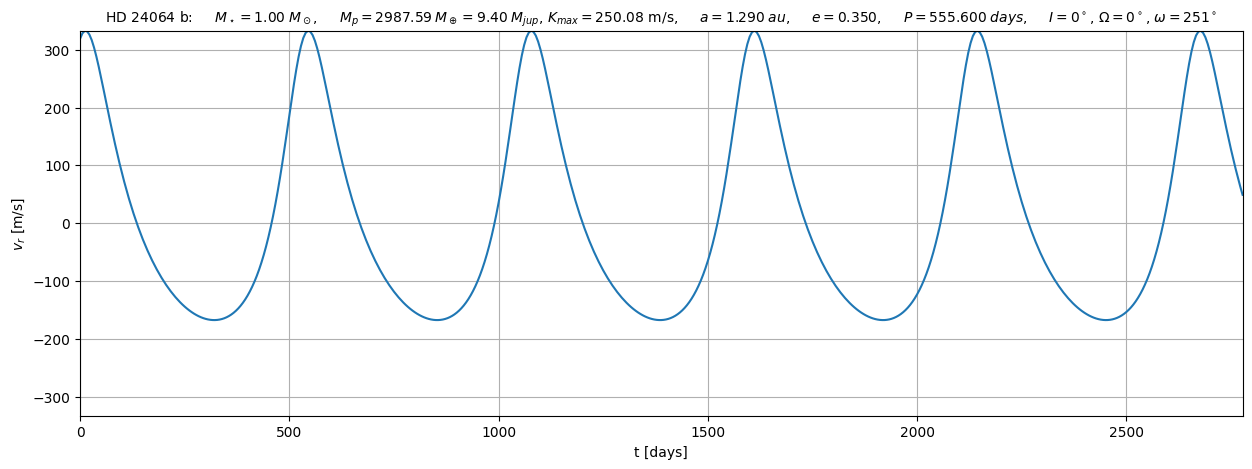 HD 24064 b: M⋆ = 1.00 M⊙, Mₚ = 2987.59 M⊕ = 9.40 Mⱼᵤₚ, Kₘₐₓ = 250.08 m/s, a = 1.290 au, e = 0.350, P = 555.600 days, I = 0°, Ω = 0°, ω = 251°
300
200
100
0
−100
−200
−300
vᵣ [m/s]
0 500 1000 1500 2000 2500
t [days]